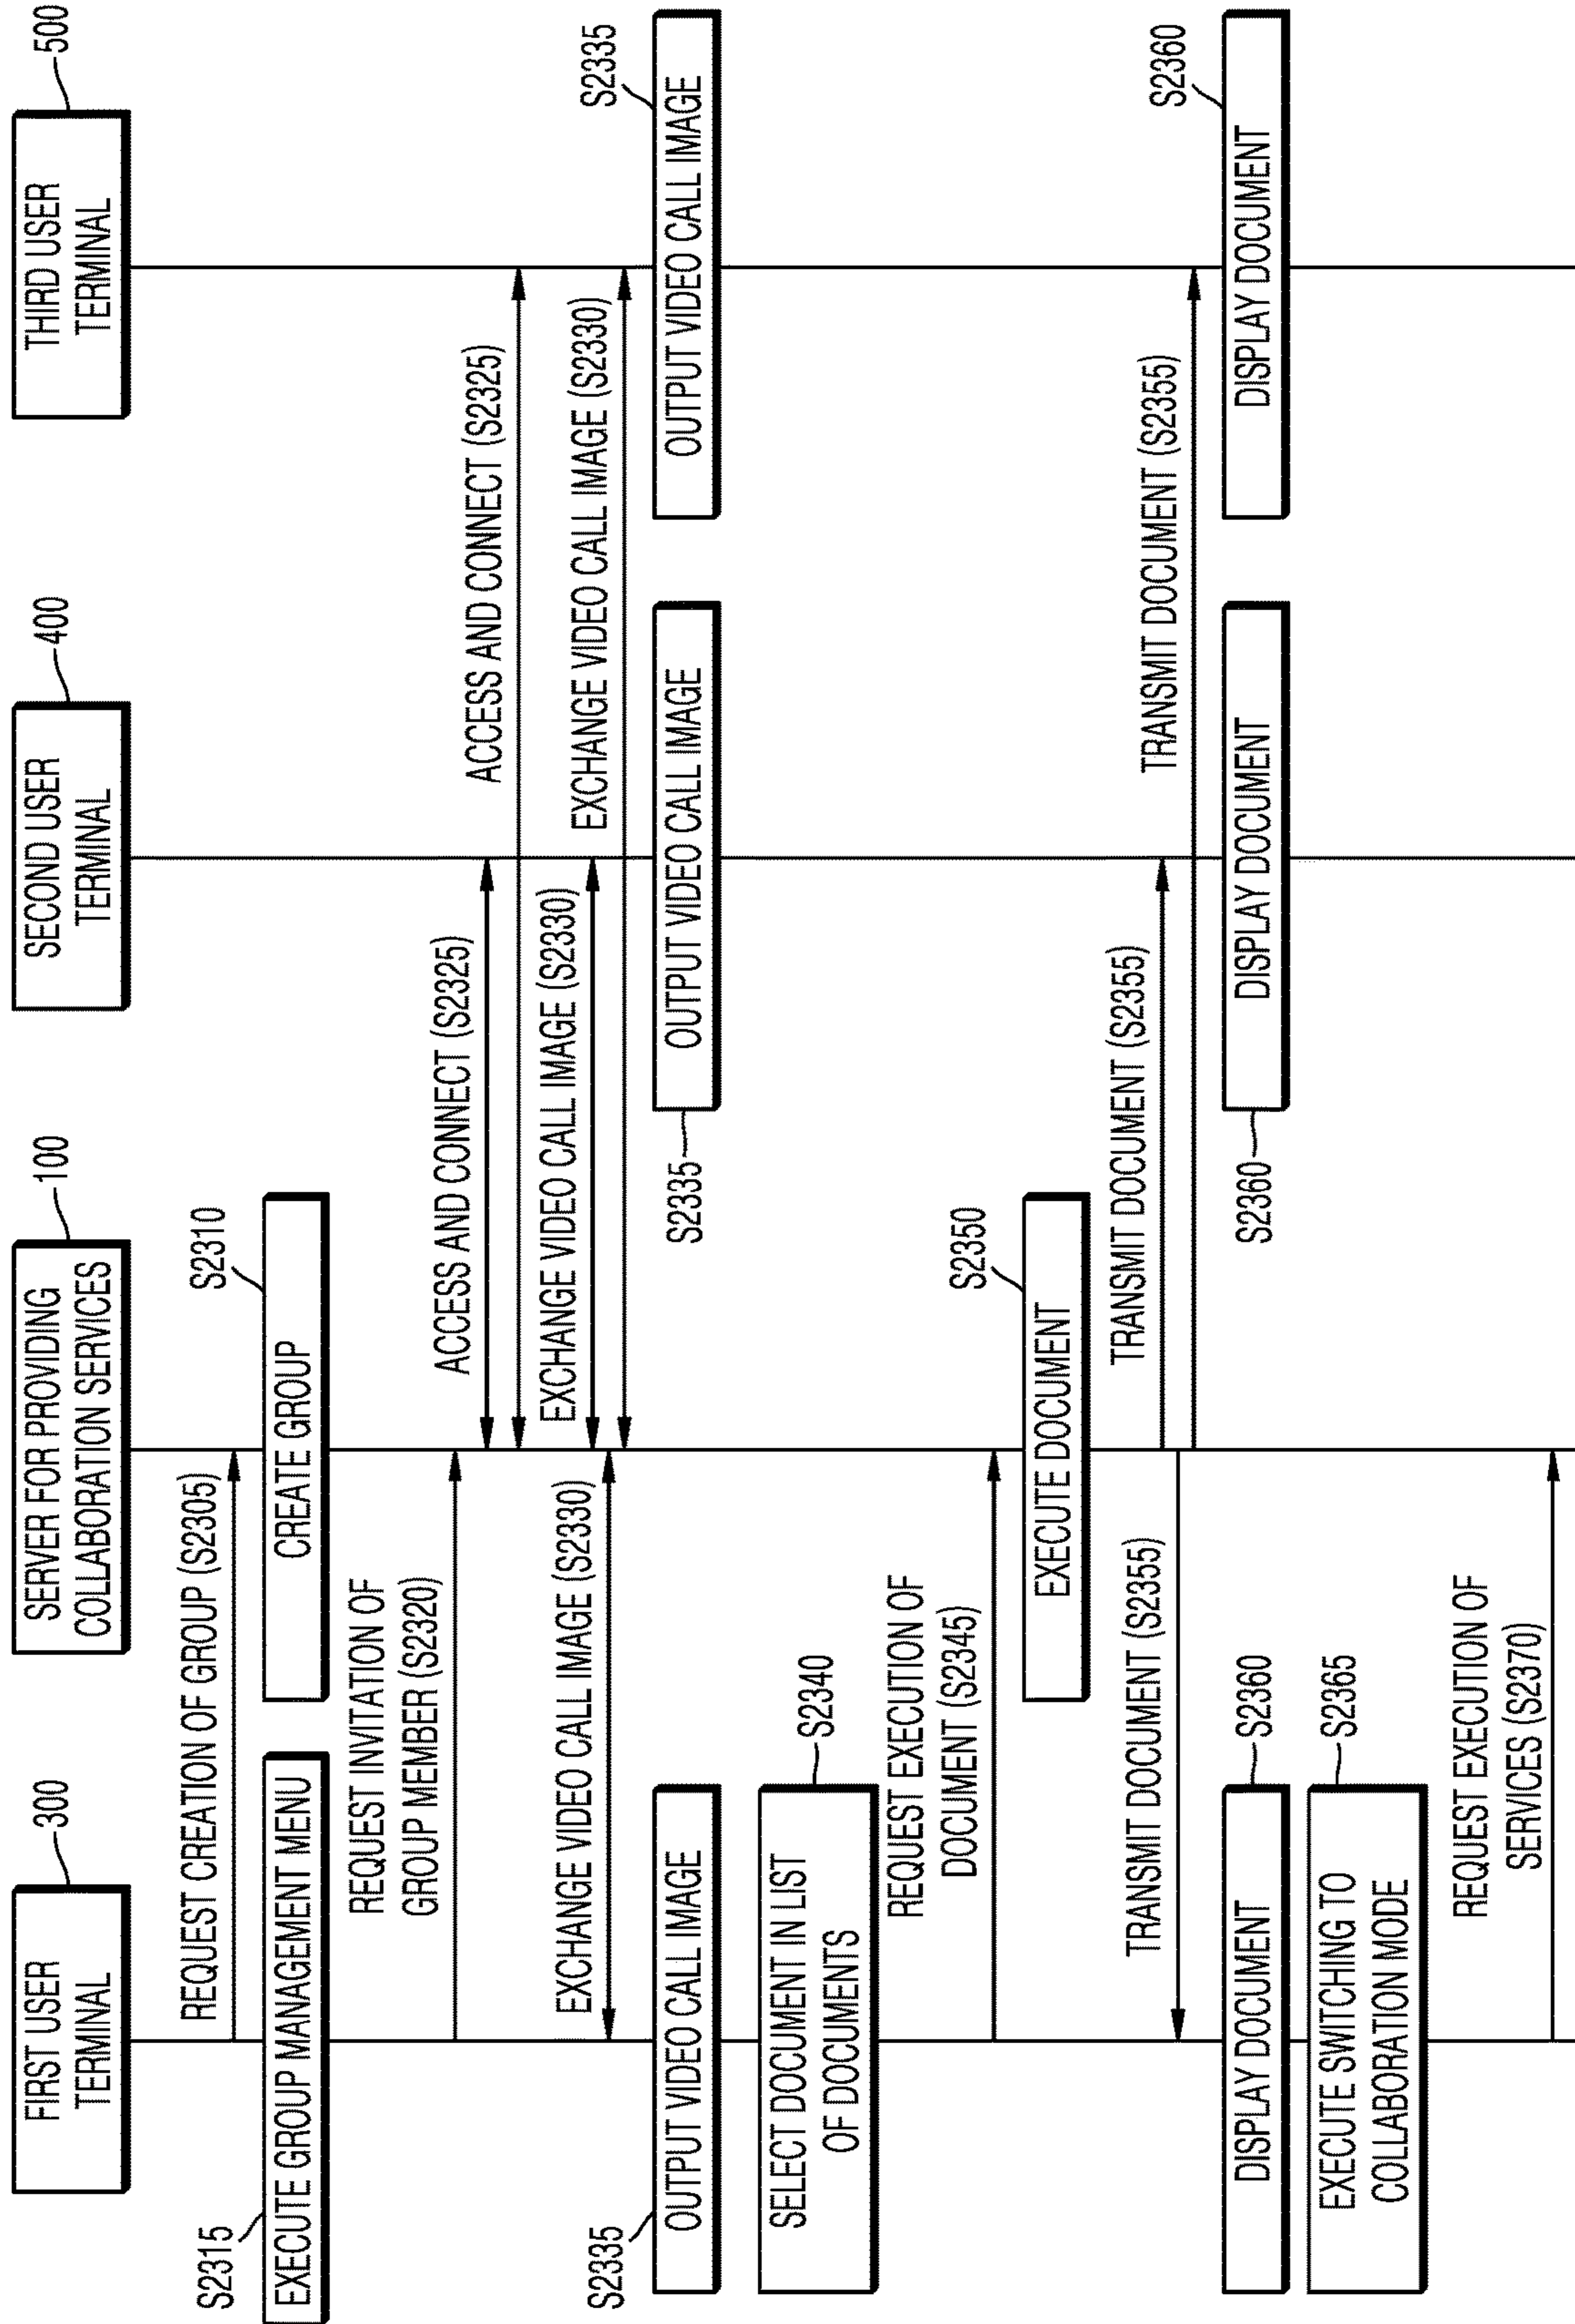 FIRST USER
TERMINAL
300
SERVER FOR PROVIDING
COLLABORATION SERVICES
100
SECOND USER
TERMINAL
400
THIRD USER
TERMINAL
500
REQUEST CREATION OF GROUP (S2305)
S2310
CREATE GROUP
S2315
EXECUTE GROUP MANAGEMENT MENU
REQUEST INVITATION OF
GROUP MEMBER (S2320)
ACCESS AND CONNECT (S2325)
ACCESS AND CONNECT (S2325)
EXCHANGE VIDEO CALL IMAGE (S2330)
EXCHANGE VIDEO CALL IMAGE (S2330)
EXCHANGE VIDEO CALL IMAGE (S2330)
S2335
OUTPUT VIDEO CALL IMAGE
S2335
OUTPUT VIDEO CALL IMAGE
S2335
OUTPUT VIDEO CALL IMAGE
SELECT DOCUMENT IN LIST
OF DOCUMENTS
S2340
REQUEST EXECUTION OF
DOCUMENT (S2345)
S2350
EXECUTE DOCUMENT
TRANSMIT DOCUMENT (S2355)
TRANSMIT DOCUMENT (S2355)
TRANSMIT DOCUMENT (S2355)
DISPLAY DOCUMENT
S2360
S2360
DISPLAY DOCUMENT
S2360
DISPLAY DOCUMENT
EXECUTE SWITCHING TO
COLLABORATION MODE
S2365
REQUEST EXECUTION OF
SERVICES (S2370)